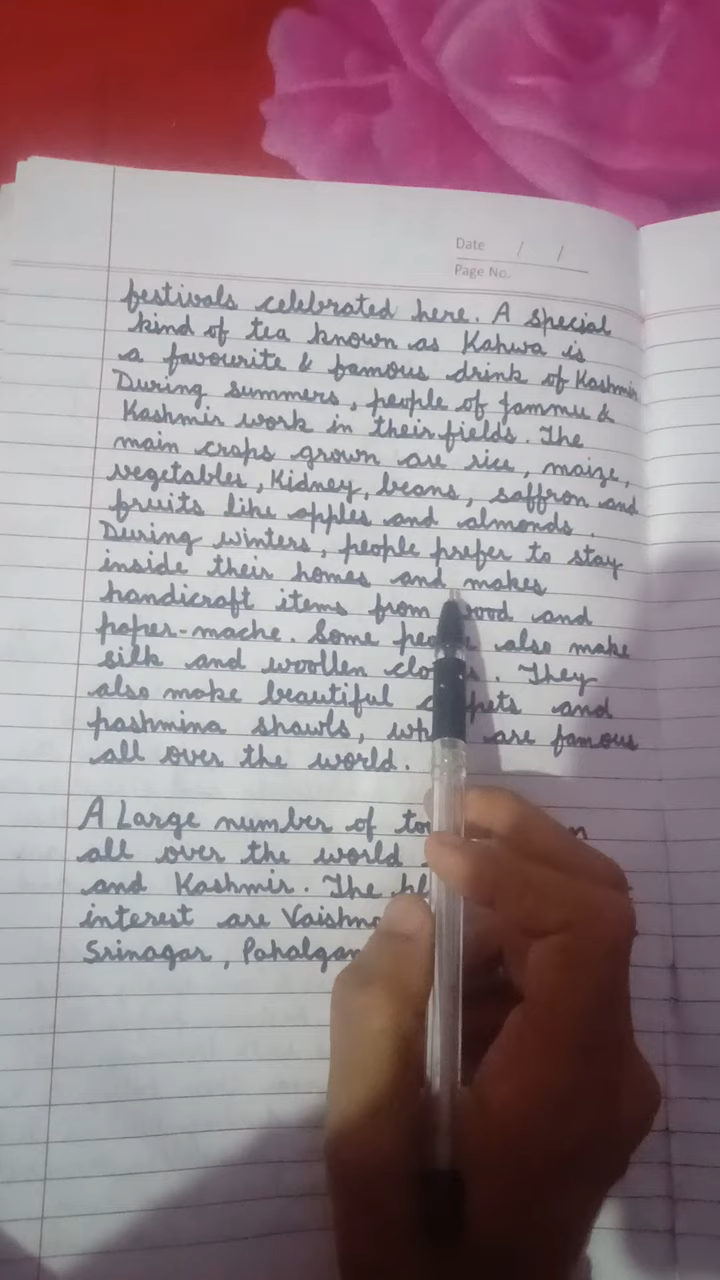 Date / /
Page No.
festivals celebrated here. A special
kind of tea known as Kahwa is
a favourite & famous drink of Kashmir.
During summers, people of Jammu &
Kashmir work in their fields. The
main crops grown are rice, maize,
vegetables, Kidney, beans, saffron and
fruits like apples and almonds.
During winters, people prefer to stay
inside their homes and makes
handicraft items from wood and
paper-mache. Some also make
silk and woollen . They
also make beautiful and
pashmina shawls, are famous
all over the world.
A Large number of
all over the world
and Kashmir. The
interest are
Srinagar,